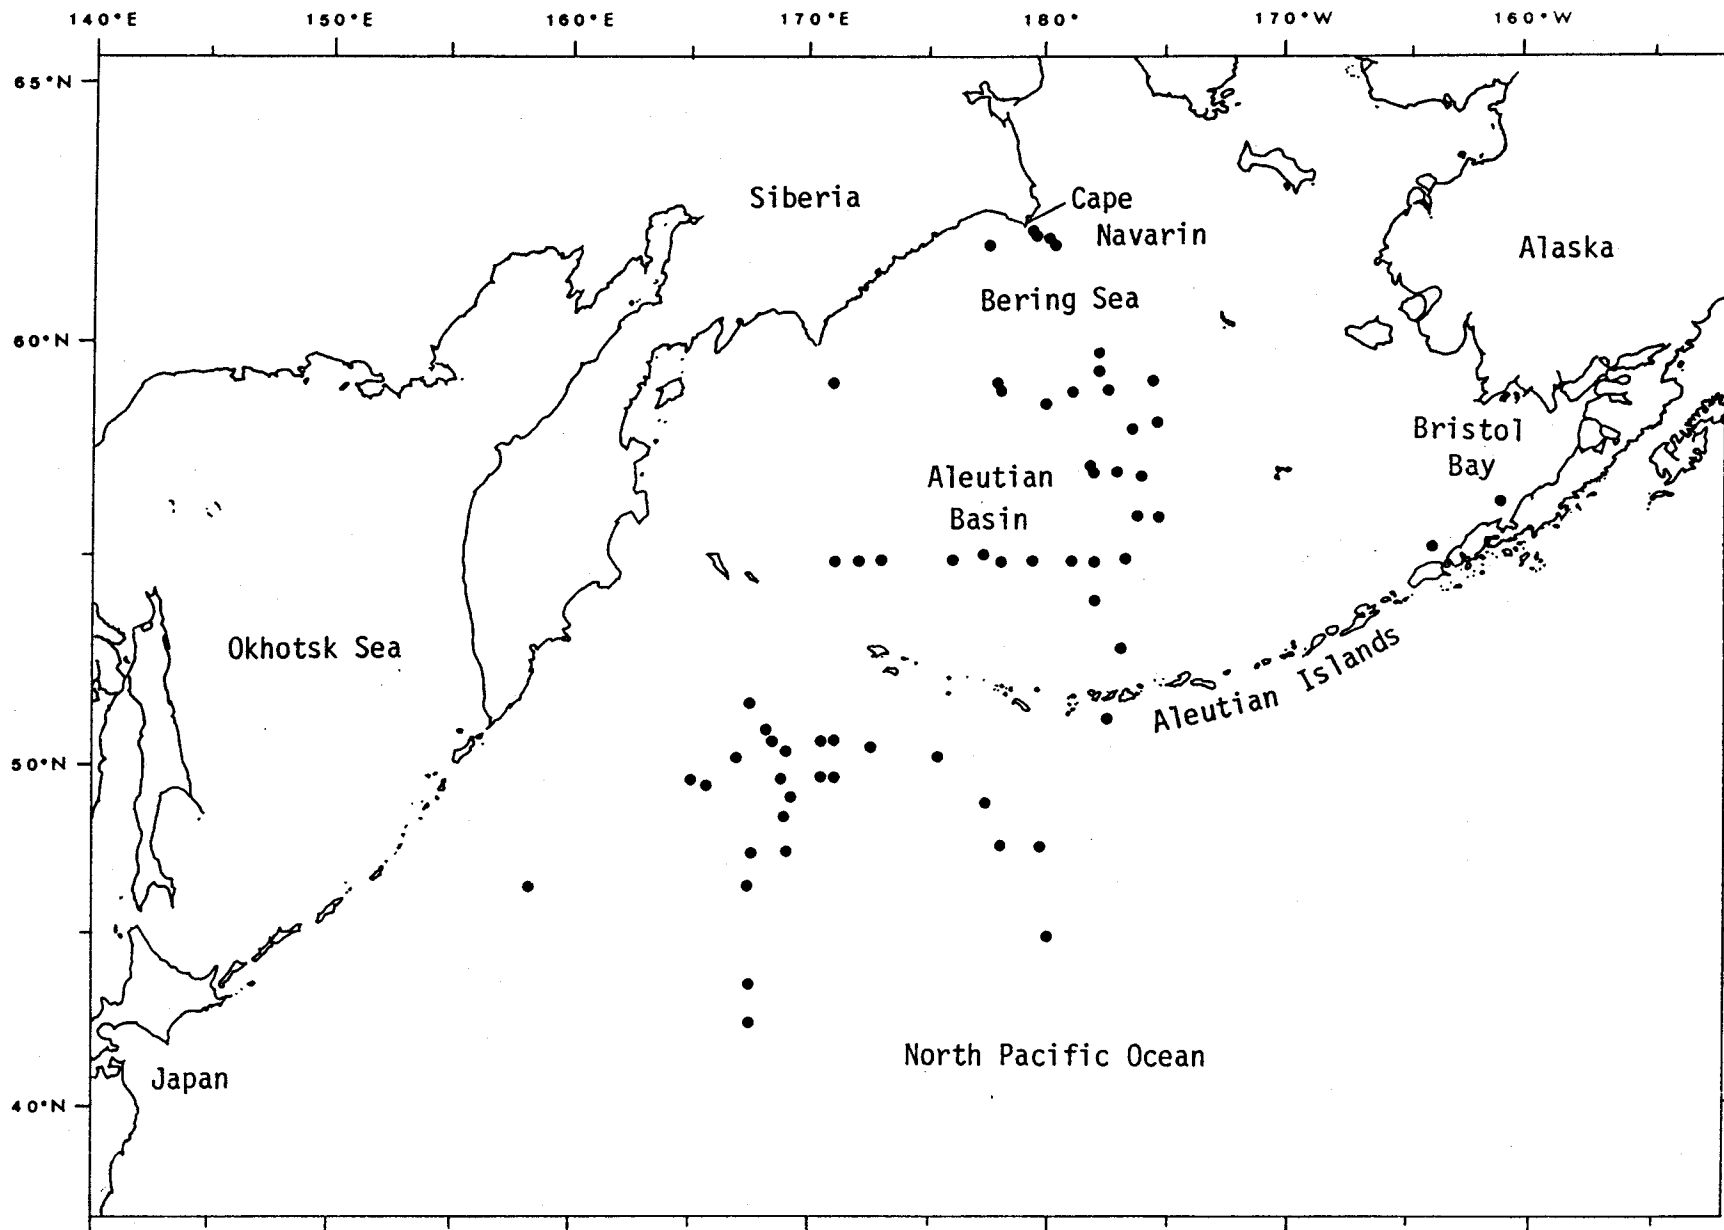 140°E 150°E 160°E 170°E 180° 170°W 160°W
65°N
Siberia
Cape
Navarin
Alaska
Bering Sea
60°N
Bristol
Bay
Aleutian
Basin
Okhotsk Sea
Aleutian Islands
50°N
North Pacific Ocean
Japan
40°N